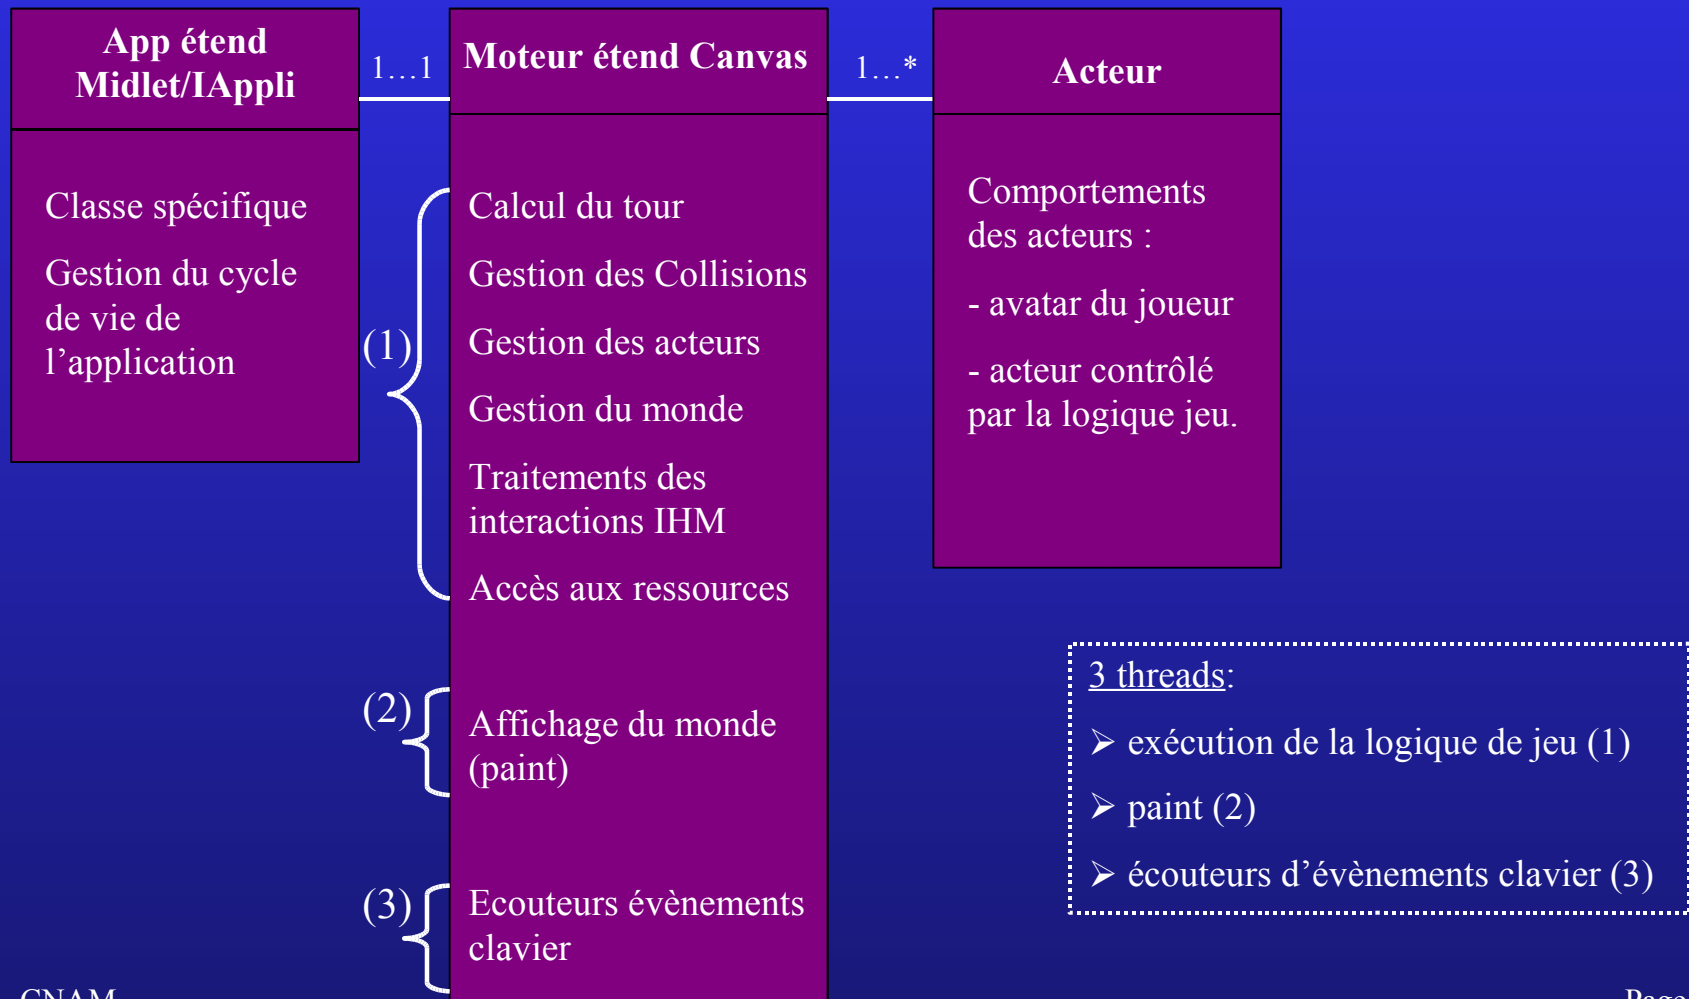 App étend
Midlet/IAppli
1…1
Moteur étend Canvas
1…*
Acteur
Classe spécifique
Gestion du cycle
de vie de
l’application
(1)
Calcul du tour
Gestion des Collisions
Gestion des acteurs
Gestion du monde
Traitements des
interactions IHM
Accès aux ressources
(2)
Affichage du monde
(paint)
(3)
Ecouteurs évènements
clavier
Comportements
des acteurs :
- avatar du joueur
- acteur contrôlé
par la logique jeu.
3 threads:
➢ exécution de la logique de jeu (1)
➢ paint (2)
➢ écouteurs d’évènements clavier (3)
CNAM
Page